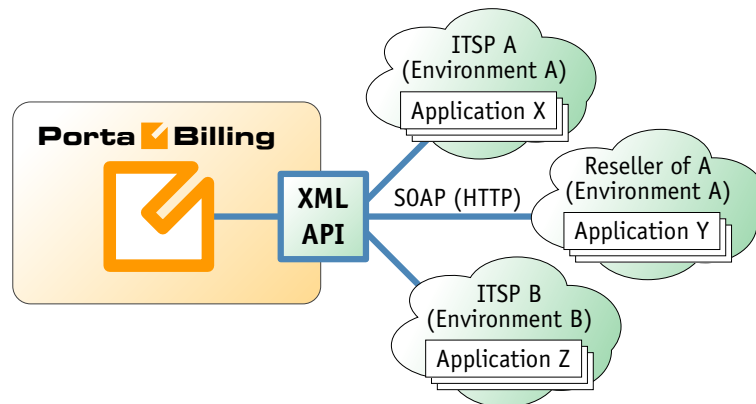 ITSP A
(Environment A)
Application X
Porta Billing
XML
API
SOAP (HTTP)
Reseller of A
(Environment A)
Application Y
ITSP B
(Environment B)
Application Z